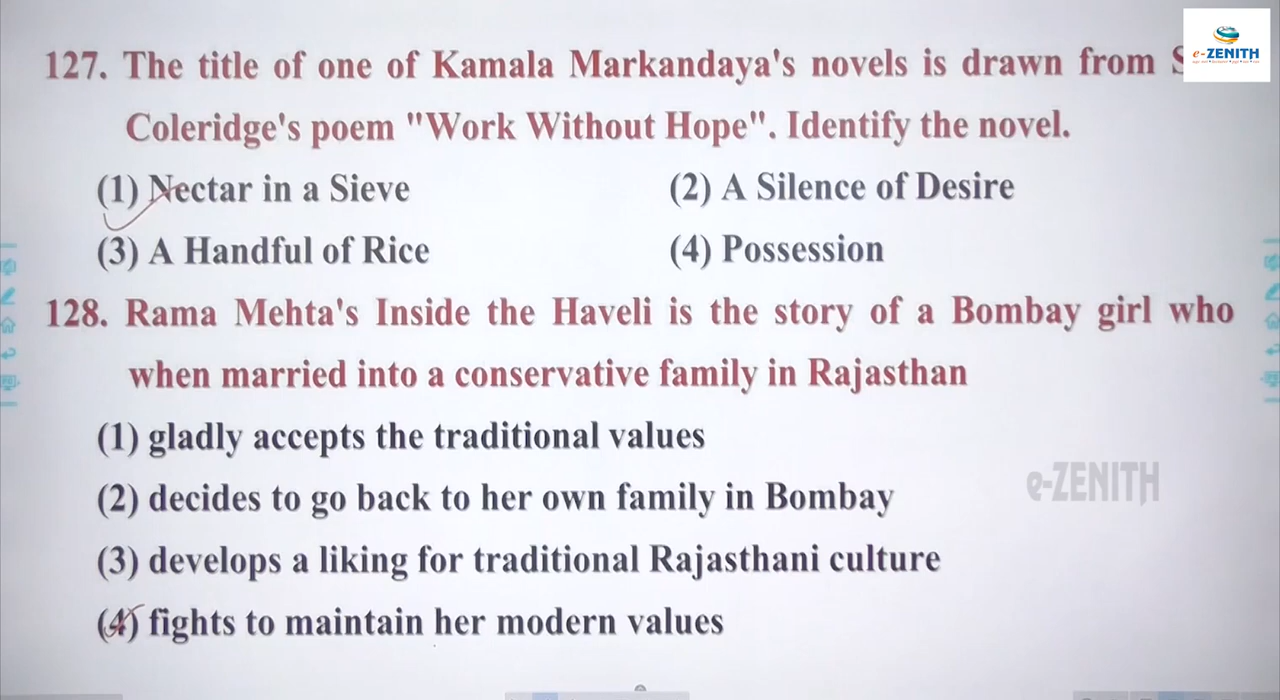 e-ZENITH
127. The title of one of Kamala Markandaya's novels is drawn from
Coleridge's poem "Work Without Hope". Identify the novel.
(1) Nectar in a Sieve (2) A Silence of Desire
(3) A Handful of Rice (4) Possession
128. Rama Mehta's Inside the Haveli is the story of a Bombay girl who
when married into a conservative family in Rajasthan
(1) gladly accepts the traditional values
e-ZENITH
(2) decides to go back to her own family in Bombay
(3) develops a liking for traditional Rajasthani culture
(4) fights to maintain her modern values